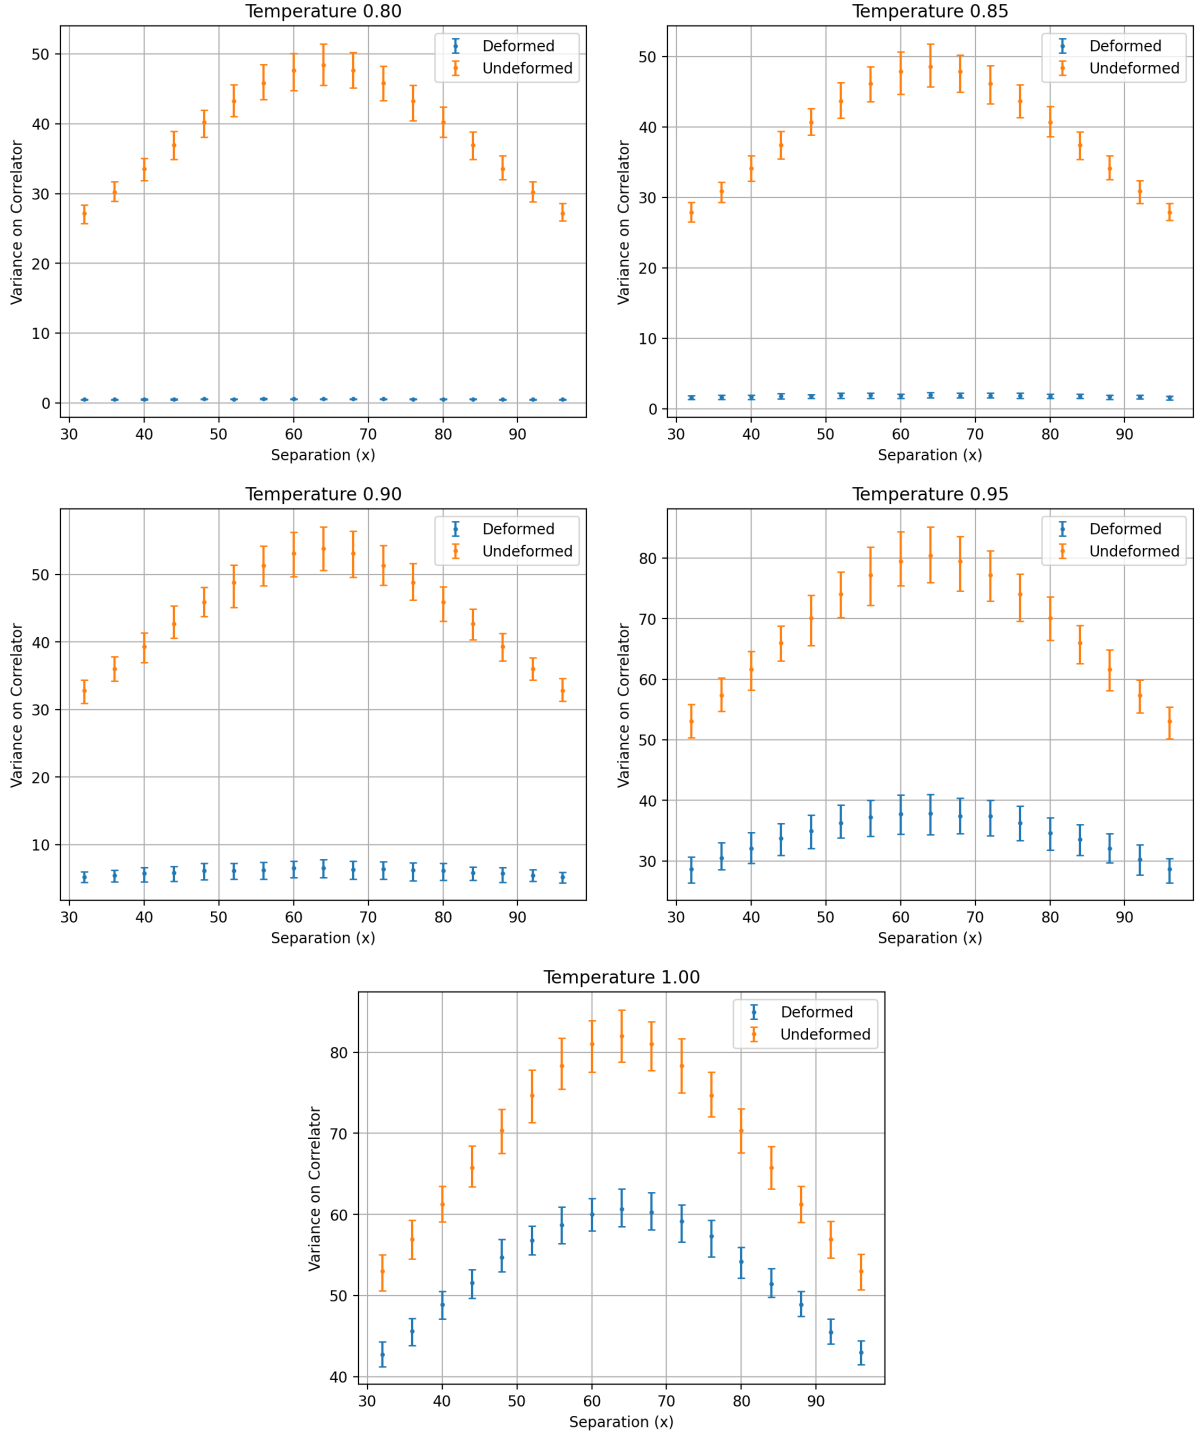 Temperature 0.80
Deformed
Undeformed
50
40
30
20
10
0
Variance on Correlator
30 40 50 60 70 80 90
Separation (x)
Temperature 0.85
Deformed
Undeformed
50
40
30
20
10
0
Variance on Correlator
30 40 50 60 70 80 90
Separation (x)
Temperature 0.90
Deformed
Undeformed
50
40
30
20
10
Variance on Correlator
30 40 50 60 70 80 90
Separation (x)
Temperature 0.95
Deformed
Undeformed
80
70
60
50
40
30
Variance on Correlator
30 40 50 60 70 80 90
Separation (x)
Temperature 1.00
Deformed
Undeformed
80
70
60
50
40
Variance on Correlator
30 40 50 60 70 80 90
Separation (x)